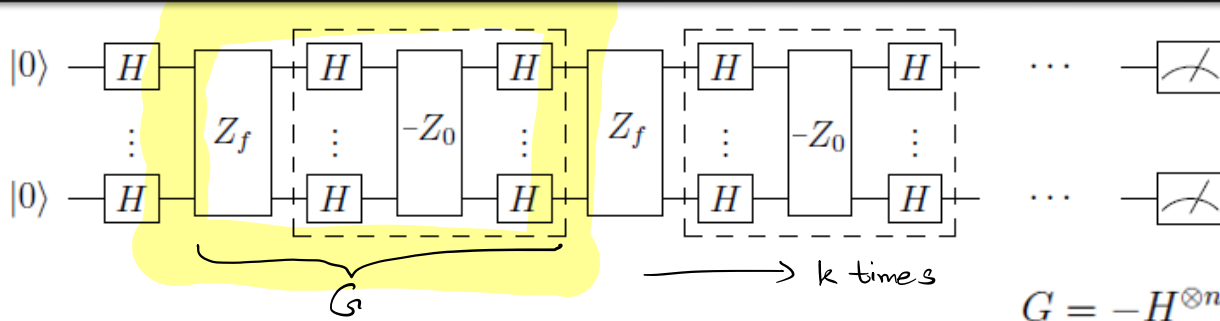 |0⟩ H Z_f H –Z_0 H Z_f H –Z_0 H ⋯
⋮ ⋮ ⋮ ⋮ ⋮
|0⟩ H H H H H ⋯
G → k times
G = −H^{⊗n}